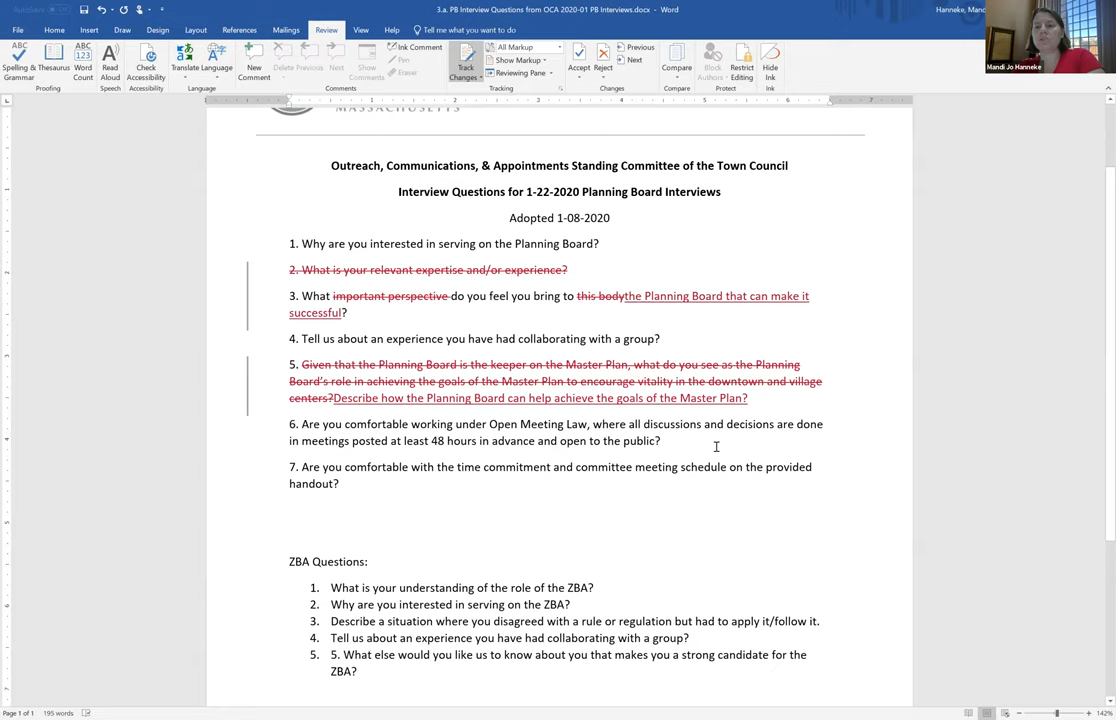 AutoSave Off
3.a. PB Interview Questions from OCA 2020-01 PB Interviews.docx - Word
Hanneke, Mand
File Home Insert Draw Design Layout References Mailings Review View Help Tell me what you want to do
Spelling & Grammar
Thesaurus
Word Count
Proofing
Read Aloud
Speech
Check Accessibility
Accessibility
Translate
Language
Language
New Comment
Delete
Previous
Next
Show Comments
Ink Comment
Pen
Eraser
Comments
Track Changes
All Markup
Show Markup
Reviewing Pane
Tracking
Accept
Reject
Previous
Next
Changes
Compare
Compare
Block Authors
Restrict Editing
Protect
Hide Ink
Ink
Mandi Jo Hanneke
MASSACHUSETTS
Outreach, Communications, & Appointments Standing Committee of the Town Council
Interview Questions for 1-22-2020 Planning Board Interviews
Adopted 1-08-2020
1. Why are you interested in serving on the Planning Board?
2. What is your relevant expertise and/or experience?
3. What important perspective do you feel you bring to this bodythe Planning Board that can make it
successful?
4. Tell us about an experience you have had collaborating with a group?
5. Given that the Planning Board is the keeper on the Master Plan, what do you see as the Planning
Board's role in achieving the goals of the Master Plan to encourage vitality in the downtown and village
centers?Describe how the Planning Board can help achieve the goals of the Master Plan?
6. Are you comfortable working under Open Meeting Law, where all discussions and decisions are done
in meetings posted at least 48 hours in advance and open to the public?
7. Are you comfortable with the time commitment and committee meeting schedule on the provided
handout?
ZBA Questions:
1. What is your understanding of the role of the ZBA?
2. Why are you interested in serving on the ZBA?
3. Describe a situation where you disagreed with a rule or regulation but had to apply it/follow it.
4. Tell us about an experience you have had collaborating with a group?
5. 5. What else would you like us to know about you that makes you a strong candidate for the
ZBA?
Page 1 of 1 195 words
142%